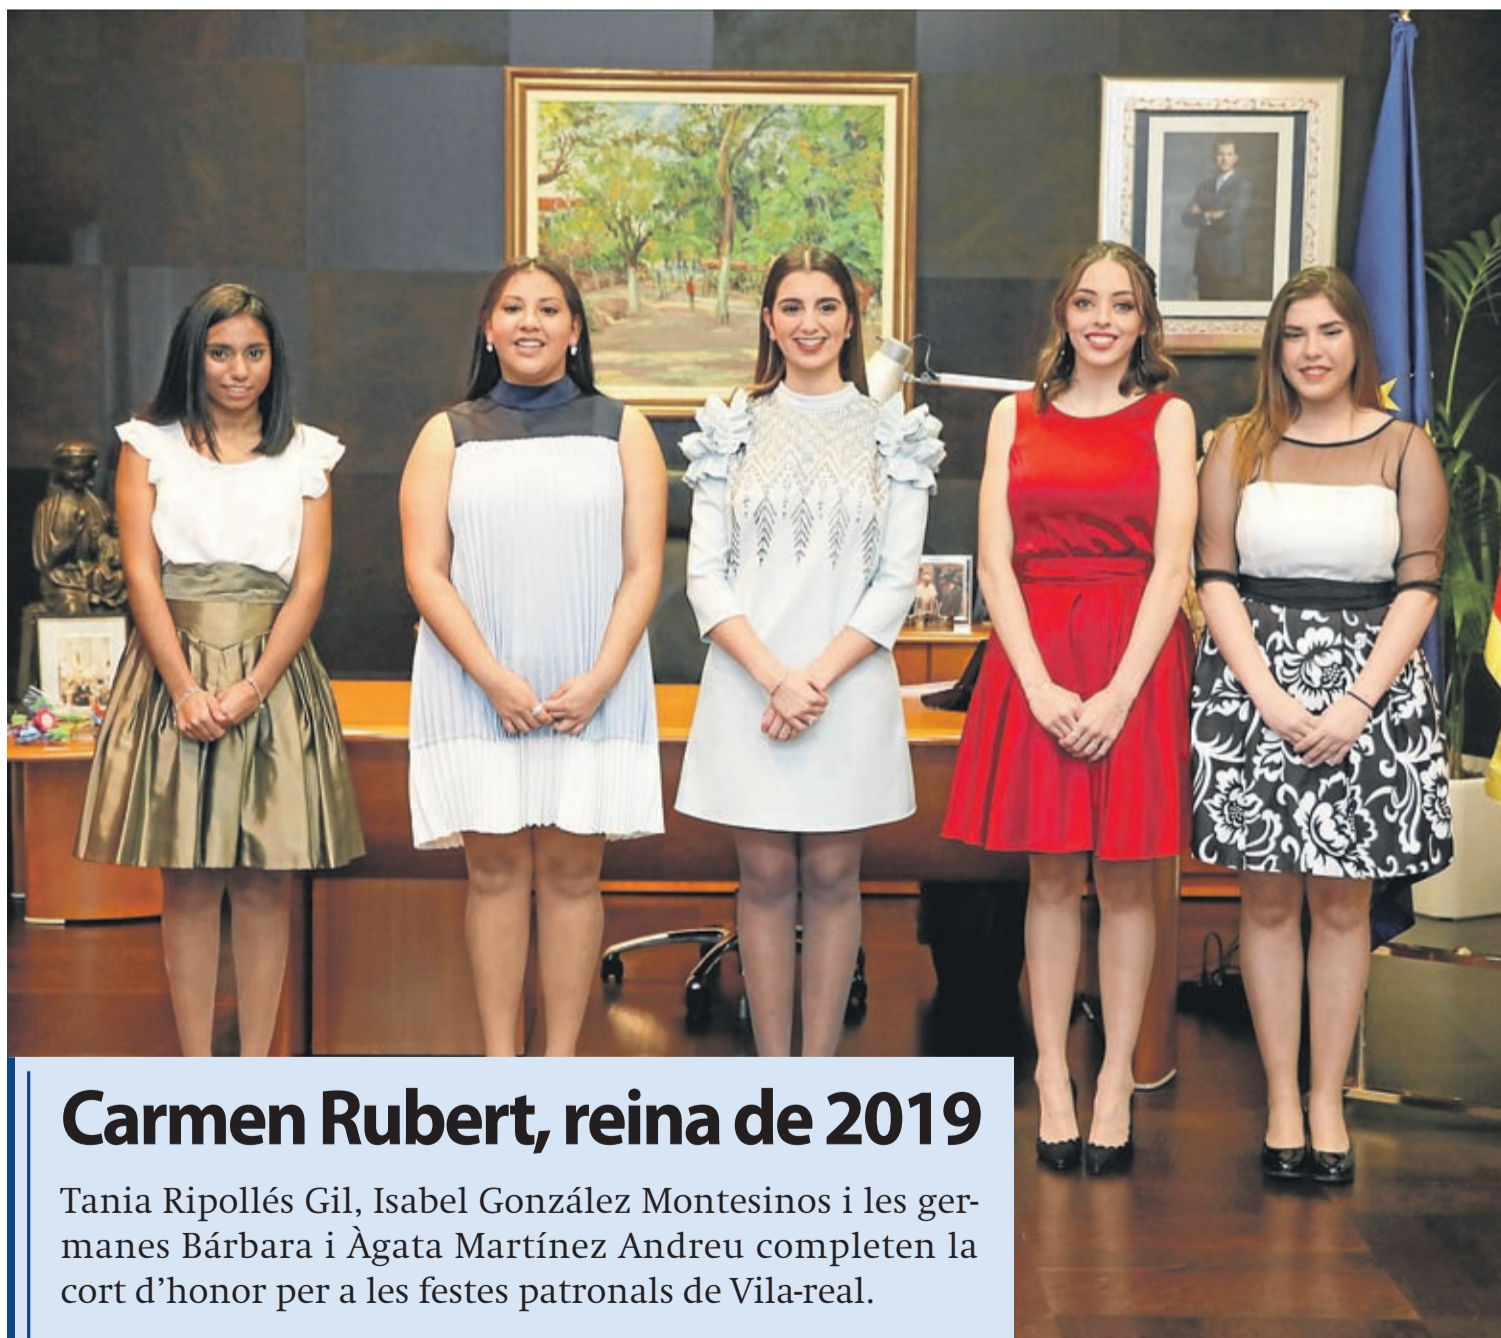 Carmen Rubert, reina de 2019
Tania Ripollés Gil, Isabel González Montesinos i les ger-
manes Bárbara i Àgata Martínez Andreu completen la
cort d’honor per a les festes patronals de Vila-real.